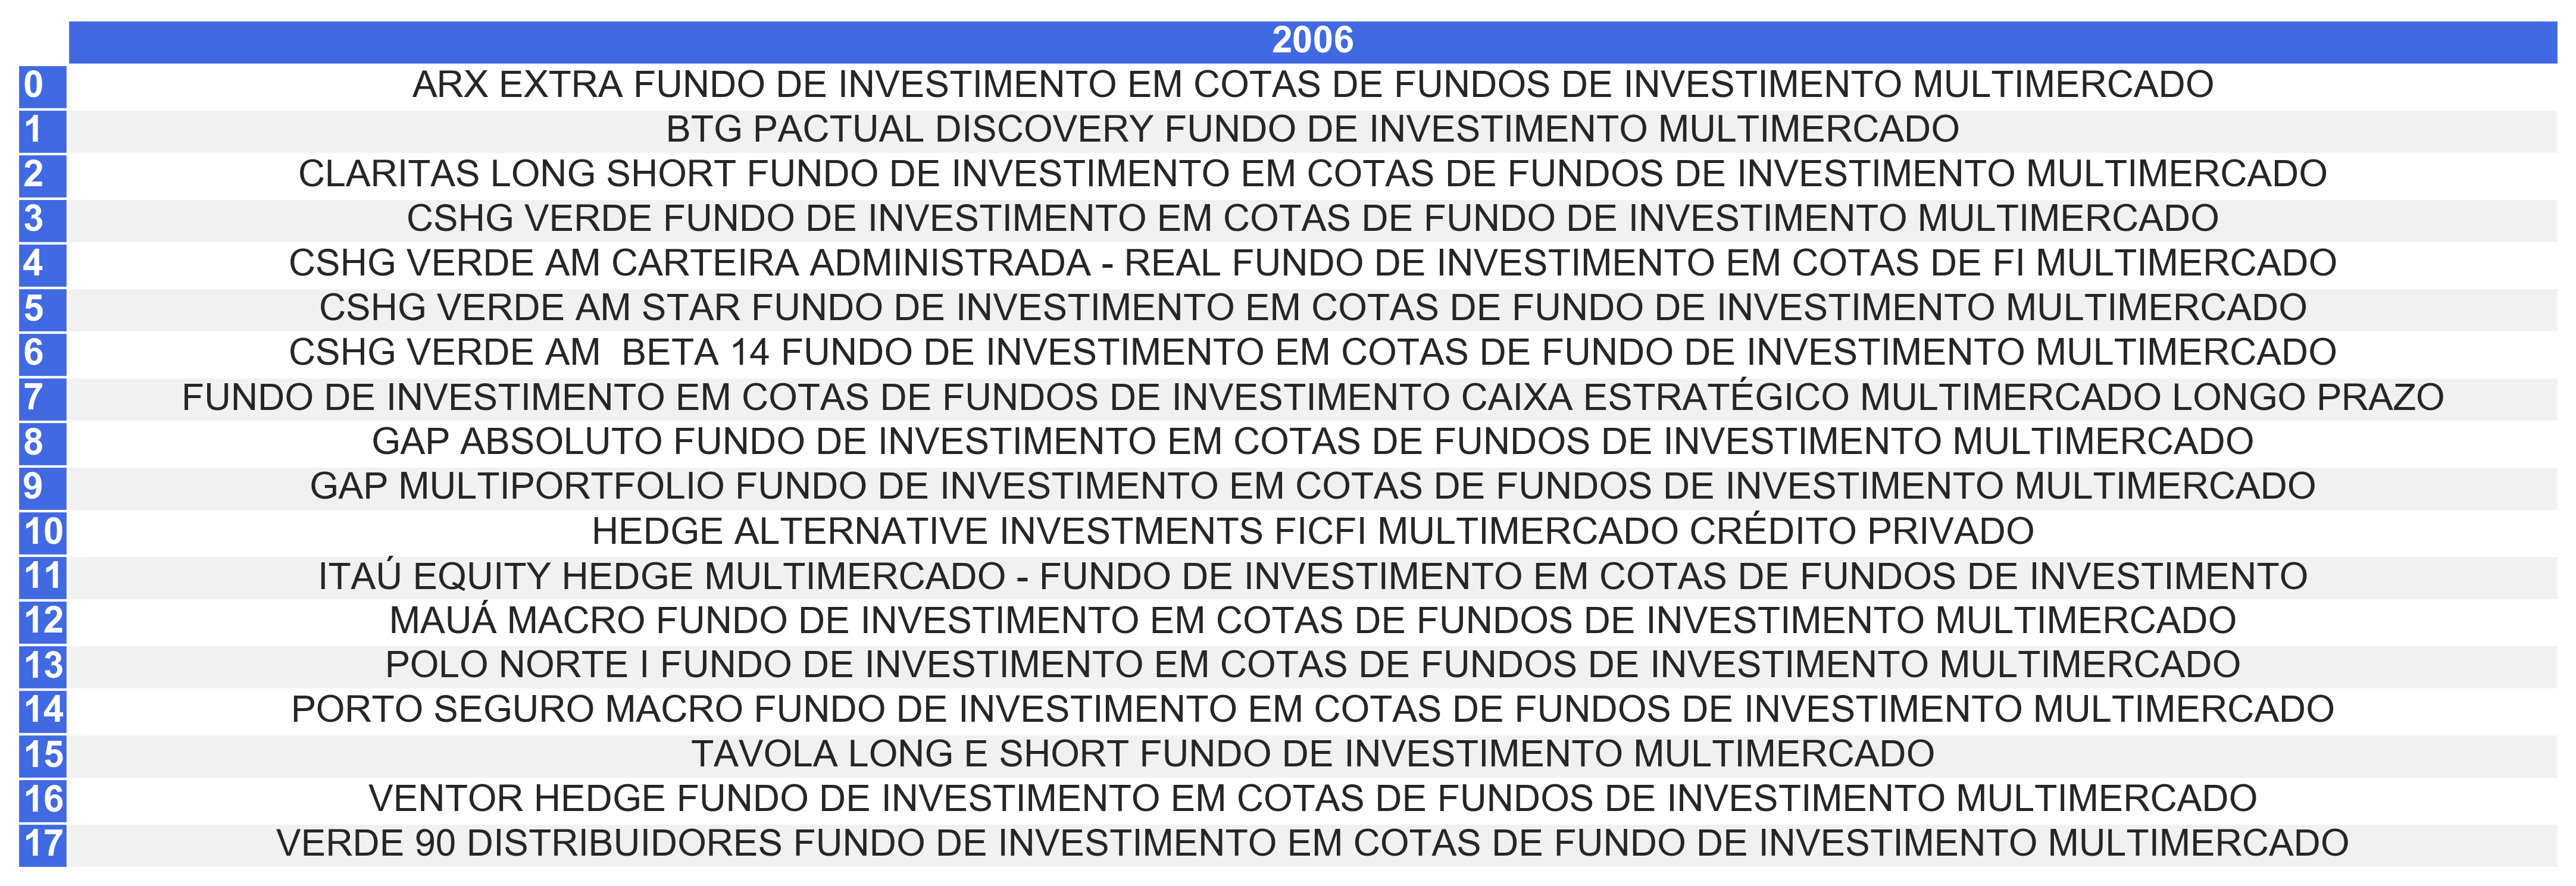 2006
0 ARX EXTRA FUNDO DE INVESTIMENTO EM COTAS DE FUNDOS DE INVESTIMENTO MULTIMERCADO
1 BTG PACTUAL DISCOVERY FUNDO DE INVESTIMENTO MULTIMERCADO
2 CLARITAS LONG SHORT FUNDO DE INVESTIMENTO EM COTAS DE FUNDOS DE INVESTIMENTO MULTIMERCADO
3 CSHG VERDE FUNDO DE INVESTIMENTO EM COTAS DE FUNDO DE INVESTIMENTO MULTIMERCADO
4 CSHG VERDE AM CARTEIRA ADMINISTRADA - REAL FUNDO DE INVESTIMENTO EM COTAS DE FI MULTIMERCADO
5 CSHG VERDE AM STAR FUNDO DE INVESTIMENTO EM COTAS DE FUNDO DE INVESTIMENTO MULTIMERCADO
6 CSHG VERDE AM  BETA 14 FUNDO DE INVESTIMENTO EM COTAS DE FUNDO DE INVESTIMENTO MULTIMERCADO
7 FUNDO DE INVESTIMENTO EM COTAS DE FUNDOS DE INVESTIMENTO CAIXA ESTRATÉGICO MULTIMERCADO LONGO PRAZO
8 GAP ABSOLUTO FUNDO DE INVESTIMENTO EM COTAS DE FUNDOS DE INVESTIMENTO MULTIMERCADO
9 GAP MULTIPORTFOLIO FUNDO DE INVESTIMENTO EM COTAS DE FUNDOS DE INVESTIMENTO MULTIMERCADO
10 HEDGE ALTERNATIVE INVESTMENTS FICFI MULTIMERCADO CRÉDITO PRIVADO
11 ITAÚ EQUITY HEDGE MULTIMERCADO - FUNDO DE INVESTIMENTO EM COTAS DE FUNDOS DE INVESTIMENTO
12 MAUÁ MACRO FUNDO DE INVESTIMENTO EM COTAS DE FUNDOS DE INVESTIMENTO MULTIMERCADO
13 POLO NORTE I FUNDO DE INVESTIMENTO EM COTAS DE FUNDOS DE INVESTIMENTO MULTIMERCADO
14 PORTO SEGURO MACRO FUNDO DE INVESTIMENTO EM COTAS DE FUNDOS DE INVESTIMENTO MULTIMERCADO
15 TAVOLA LONG E SHORT FUNDO DE INVESTIMENTO MULTIMERCADO
16 VENTOR HEDGE FUNDO DE INVESTIMENTO EM COTAS DE FUNDOS DE INVESTIMENTO MULTIMERCADO
17 VERDE 90 DISTRIBUIDORES FUNDO DE INVESTIMENTO EM COTAS DE FUNDO DE INVESTIMENTO MULTIMERCADO